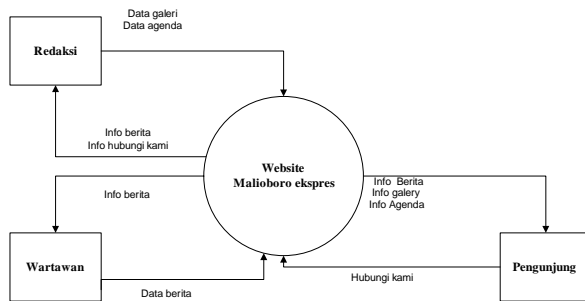 Data galeri
Data agenda
Redaksi
Info berita
Info hubungi kami
Website
Malioboro ekspres
Info  Berita
Info galery
Info Agenda
Info berita
Wartawan
Data berita
Hubungi kami
Pengunjung